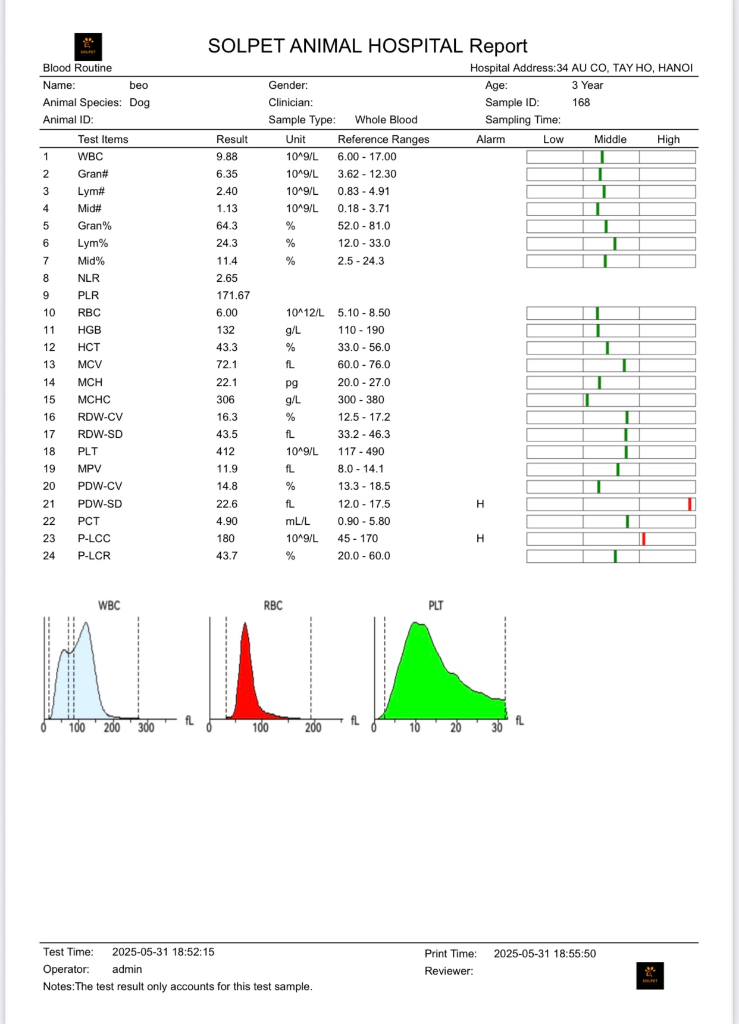 SOLPET
SOLPET ANIMAL HOSPITAL Report
Blood Routine Hospital Address:34 AU CO, TAY HO, HANOI
Name: beo Gender: Age: 3 Year
Animal Species: Dog Clinician: Sample ID: 168
Animal ID: Sample Type: Whole Blood Sampling Time:
Test Items Result Unit Reference Ranges Alarm Low Middle High
1 WBC 9.88 10^9/L 6.00 - 17.00
2 Gran# 6.35 10^9/L 3.62 - 12.30
3 Lym# 2.40 10^9/L 0.83 - 4.91
4 Mid# 1.13 10^9/L 0.18 - 3.71
5 Gran% 64.3 % 52.0 - 81.0
6 Lym% 24.3 % 12.0 - 33.0
7 Mid% 11.4 % 2.5 - 24.3
8 NLR 2.65
9 PLR 171.67
10 RBC 6.00 10^12/L 5.10 - 8.50
11 HGB 132 g/L 110 - 190
12 HCT 43.3 % 33.0 - 56.0
13 MCV 72.1 fL 60.0 - 76.0
14 MCH 22.1 pg 20.0 - 27.0
15 MCHC 306 g/L 300 - 380
16 RDW-CV 16.3 % 12.5 - 17.2
17 RDW-SD 43.5 fL 33.2 - 46.3
18 PLT 412 10^9/L 117 - 490
19 MPV 11.9 fL 8.0 - 14.1
20 PDW-CV 14.8 % 13.3 - 18.5
21 PDW-SD 22.6 fL 12.0 - 17.5 H
22 PCT 4.90 mL/L 0.90 - 5.80
23 P-LCC 180 10^9/L 45 - 170 H
24 P-LCR 43.7 % 20.0 - 60.0
WBC RBC PLT
0 100 200 300 fL 0 100 200 fL 0 10 20 30 fL
Test Time: 2025-05-31 18:52:15 Print Time: 2025-05-31 18:55:50
Operator: admin Reviewer:
SOLPET
Notes:The test result only accounts for this test sample.